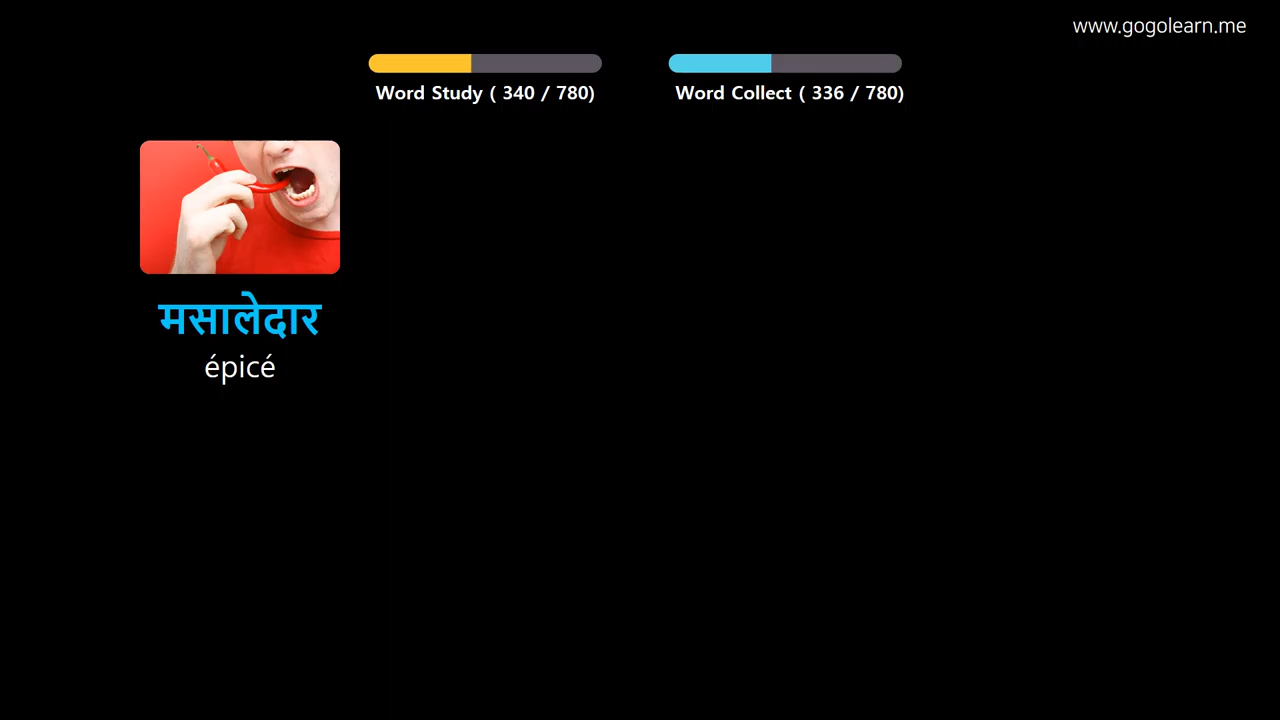 www.gogolearn.me
Word Study ( 340 / 780)
Word Collect ( 336 / 780)
मसालेदार
épicé